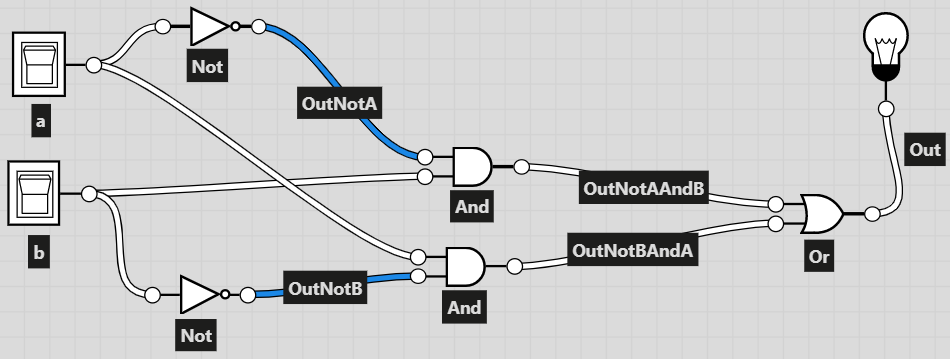 Not
a
OutNotA
Out
And
OutNotAAndB
b
OutNotBAndA
Or
OutNotB
And
Not